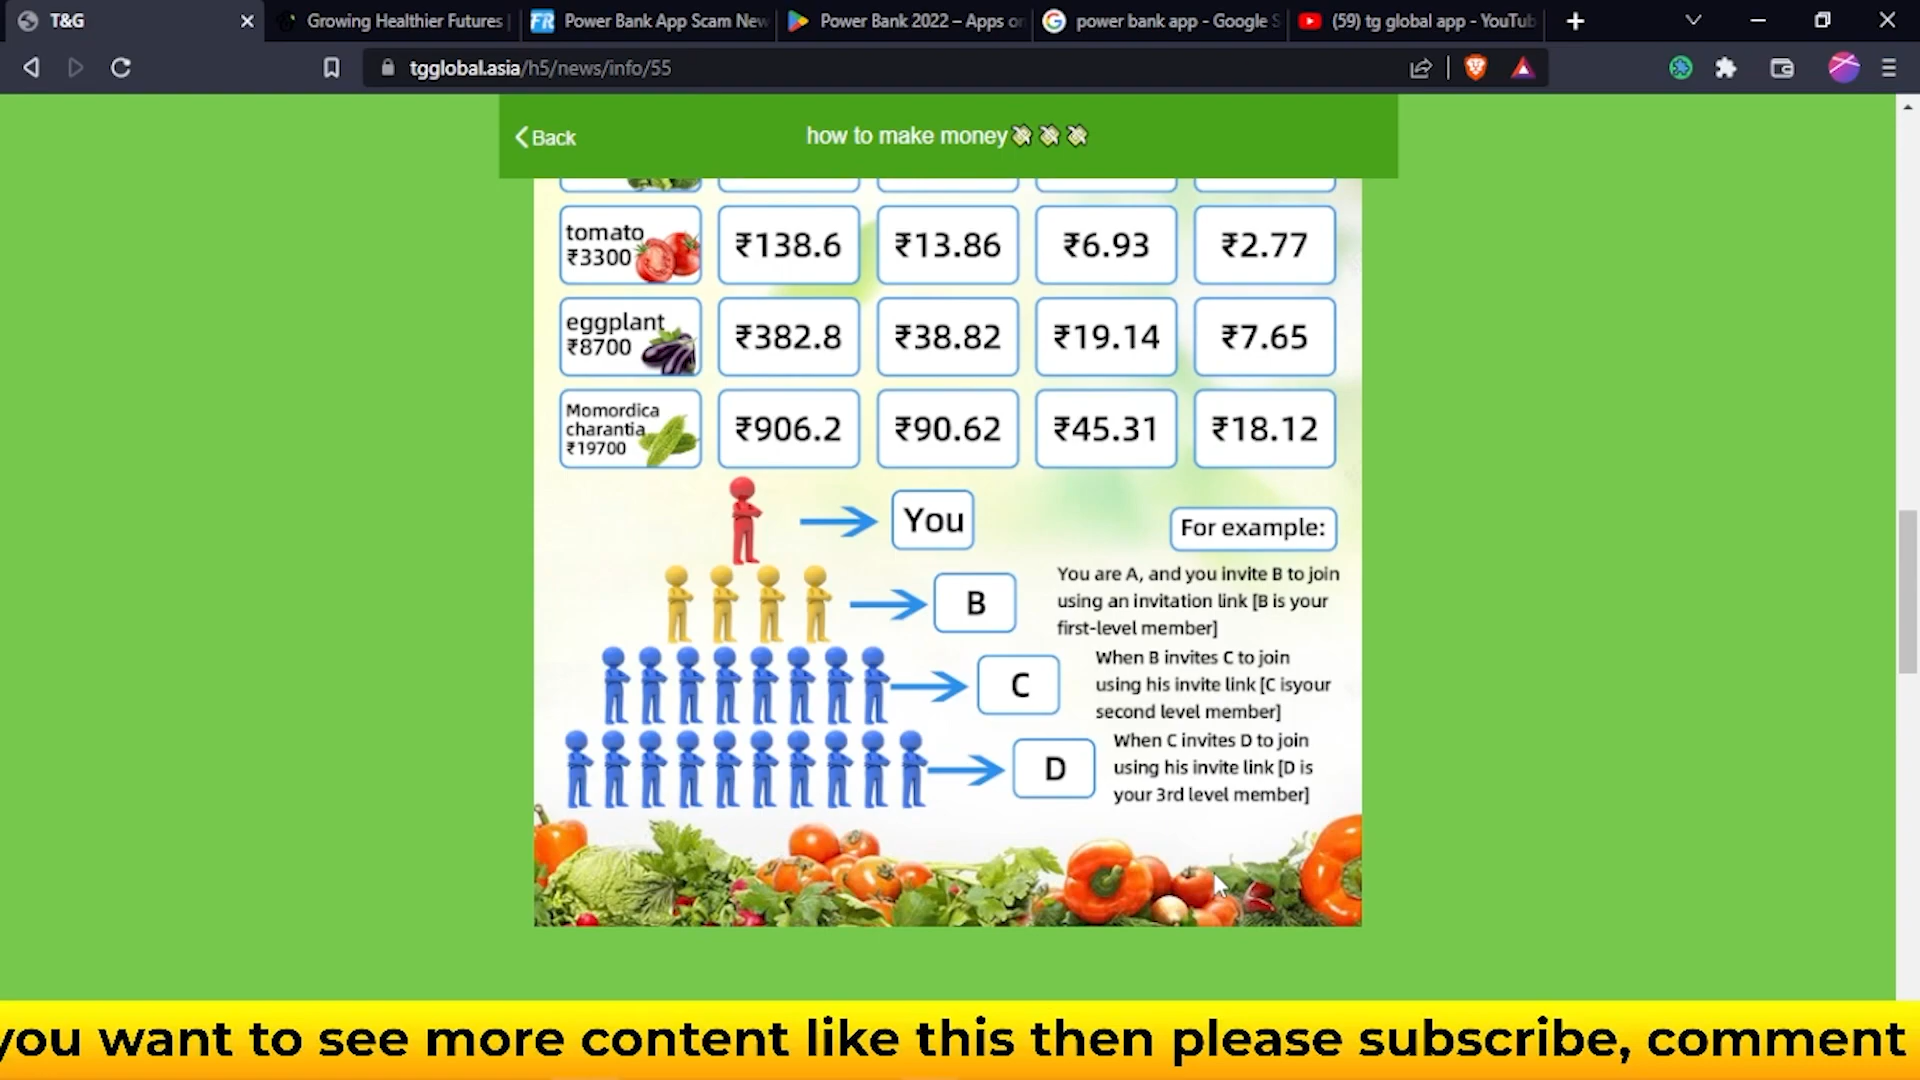 T&G
Growing Healthier Futures |
Power Bank App Scam New
Power Bank 2022 – Apps on
power bank app - Google S
(59) tg global app - YouTub
tgglobal.asia/h5/news/info/55
Back
how to make money
tomato
₹3300
₹138.6
₹13.86
₹6.93
₹2.77
eggplant
₹8700
₹382.8
₹38.82
₹19.14
₹7.65
Momordica
charantia
₹19700
₹906.2
₹90.62
₹45.31
₹18.12
You
For example:
B
You are A, and you invite B to join
using an invitation link [B is your
first-level member]
C
When B invites C to join
using his invite link [C isyour
second level member]
D
When C invites D to join
using his invite link [D is
your 3rd level member]
you want to see more content like this then please subscribe, comment